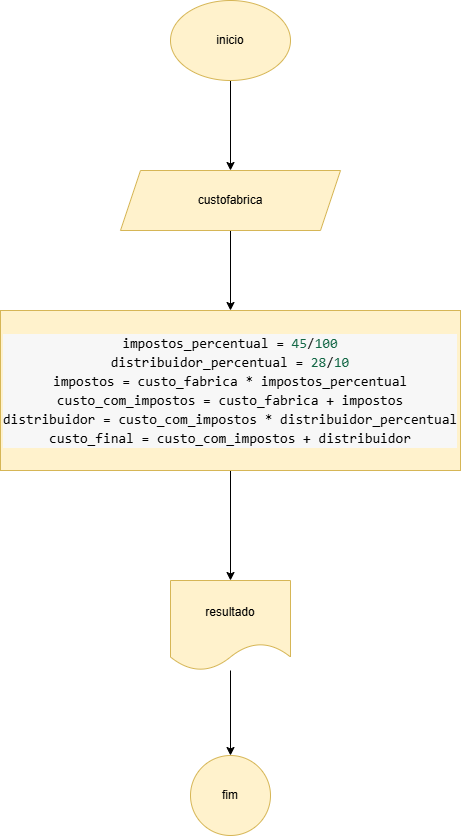 inicio
custofabrica
impostos_percentual = 45/100
distribuidor_percentual = 28/10
impostos = custo_fabrica * impostos_percentual
custo_com_impostos = custo_fabrica + impostos
distribuidor = custo_com_impostos * distribuidor_percentual
custo_final = custo_com_impostos + distribuidor
resultado
fim